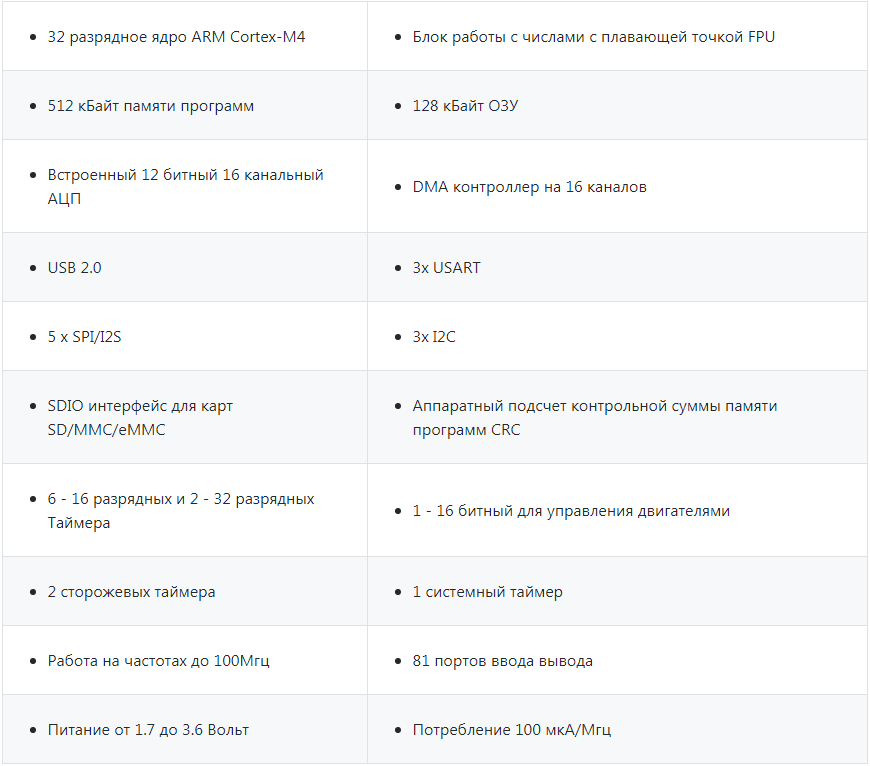 32 разрядное ядро ARM Cortex-M4
Блок работы с числами с плавающей точкой FPU
512 кБайт памяти программ
128 кБайт ОЗУ
Встроенный 12 битный 16 канальный
АЦП
DMA контроллер на 16 каналов
USB 2.0
3x USART
5 x SPI/I2S
3x I2C
SDIO интерфейс для карт
SD/MMC/eMMC
Аппаратный подсчет контрольной суммы памяти
программ CRC
6 - 16 разрядных и 2 - 32 разрядных
Таймера
1 - 16 битный для управления двигателями
2 сторожевых таймера
1 системный таймер
Работа на частотах до 100Мгц
81 портов ввода вывода
Питание от 1.7 до 3.6 Вольт
Потребление 100 мкА/Мгц